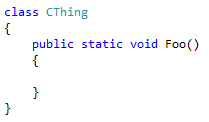 class CThing
{
    public static void Foo()
    {

    }
}